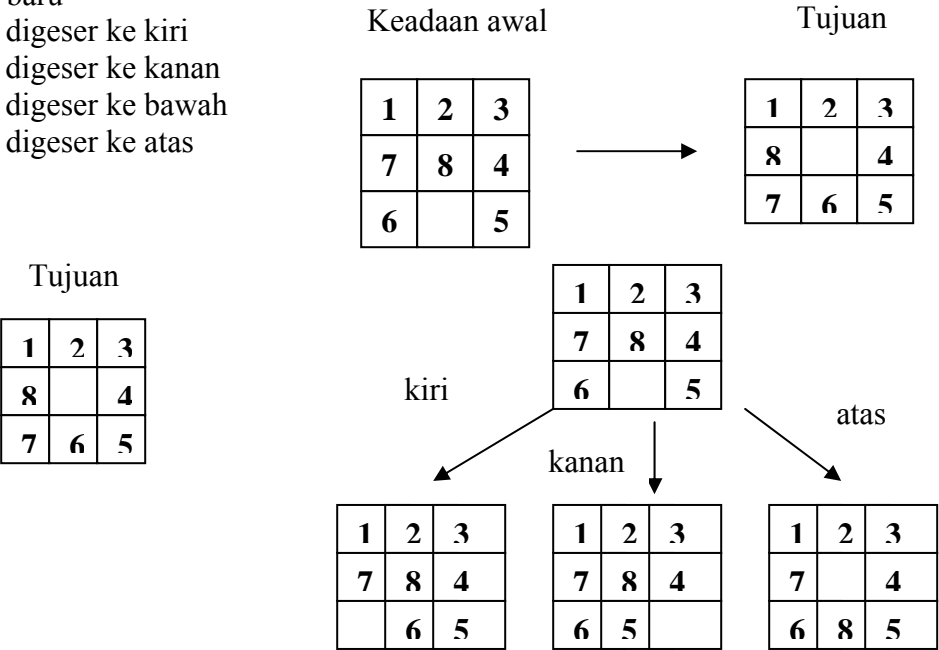 baru
digeser ke kiri
digeser ke kanan
digeser ke bawah
digeser ke atas
Keadaan awal
1 2 3
7 8 4
6 5
Tujuan
1 2 3
8 4
7 6 5
Tujuan
1 2 3
8 4
7 6 5
1 2 3
7 8 4
6 5
kiri
kanan
atas
1 2 3
7 8 4
6 5
1 2 3
7 8 4
6 5
1 2 3
7 4
6 8 5